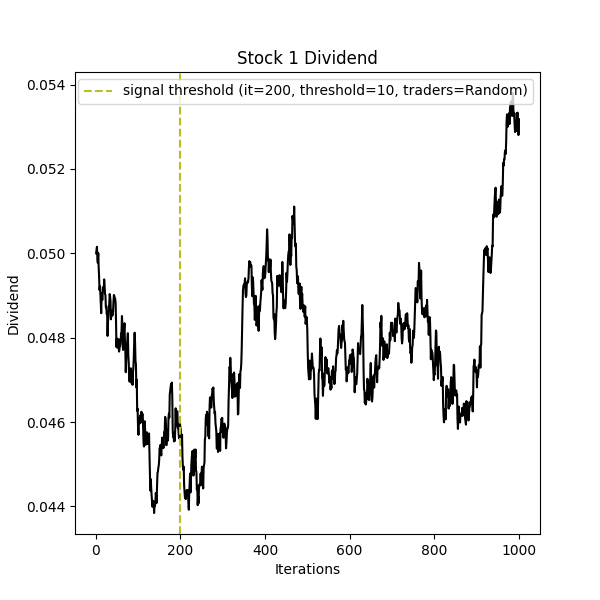 Stock 1 Dividend
signal threshold (it=200, threshold=10, traders=Random)
0.054
0.052
0.050
0.048
0.046
0.044
Dividend
0 200 400 600 800 1000
Iterations